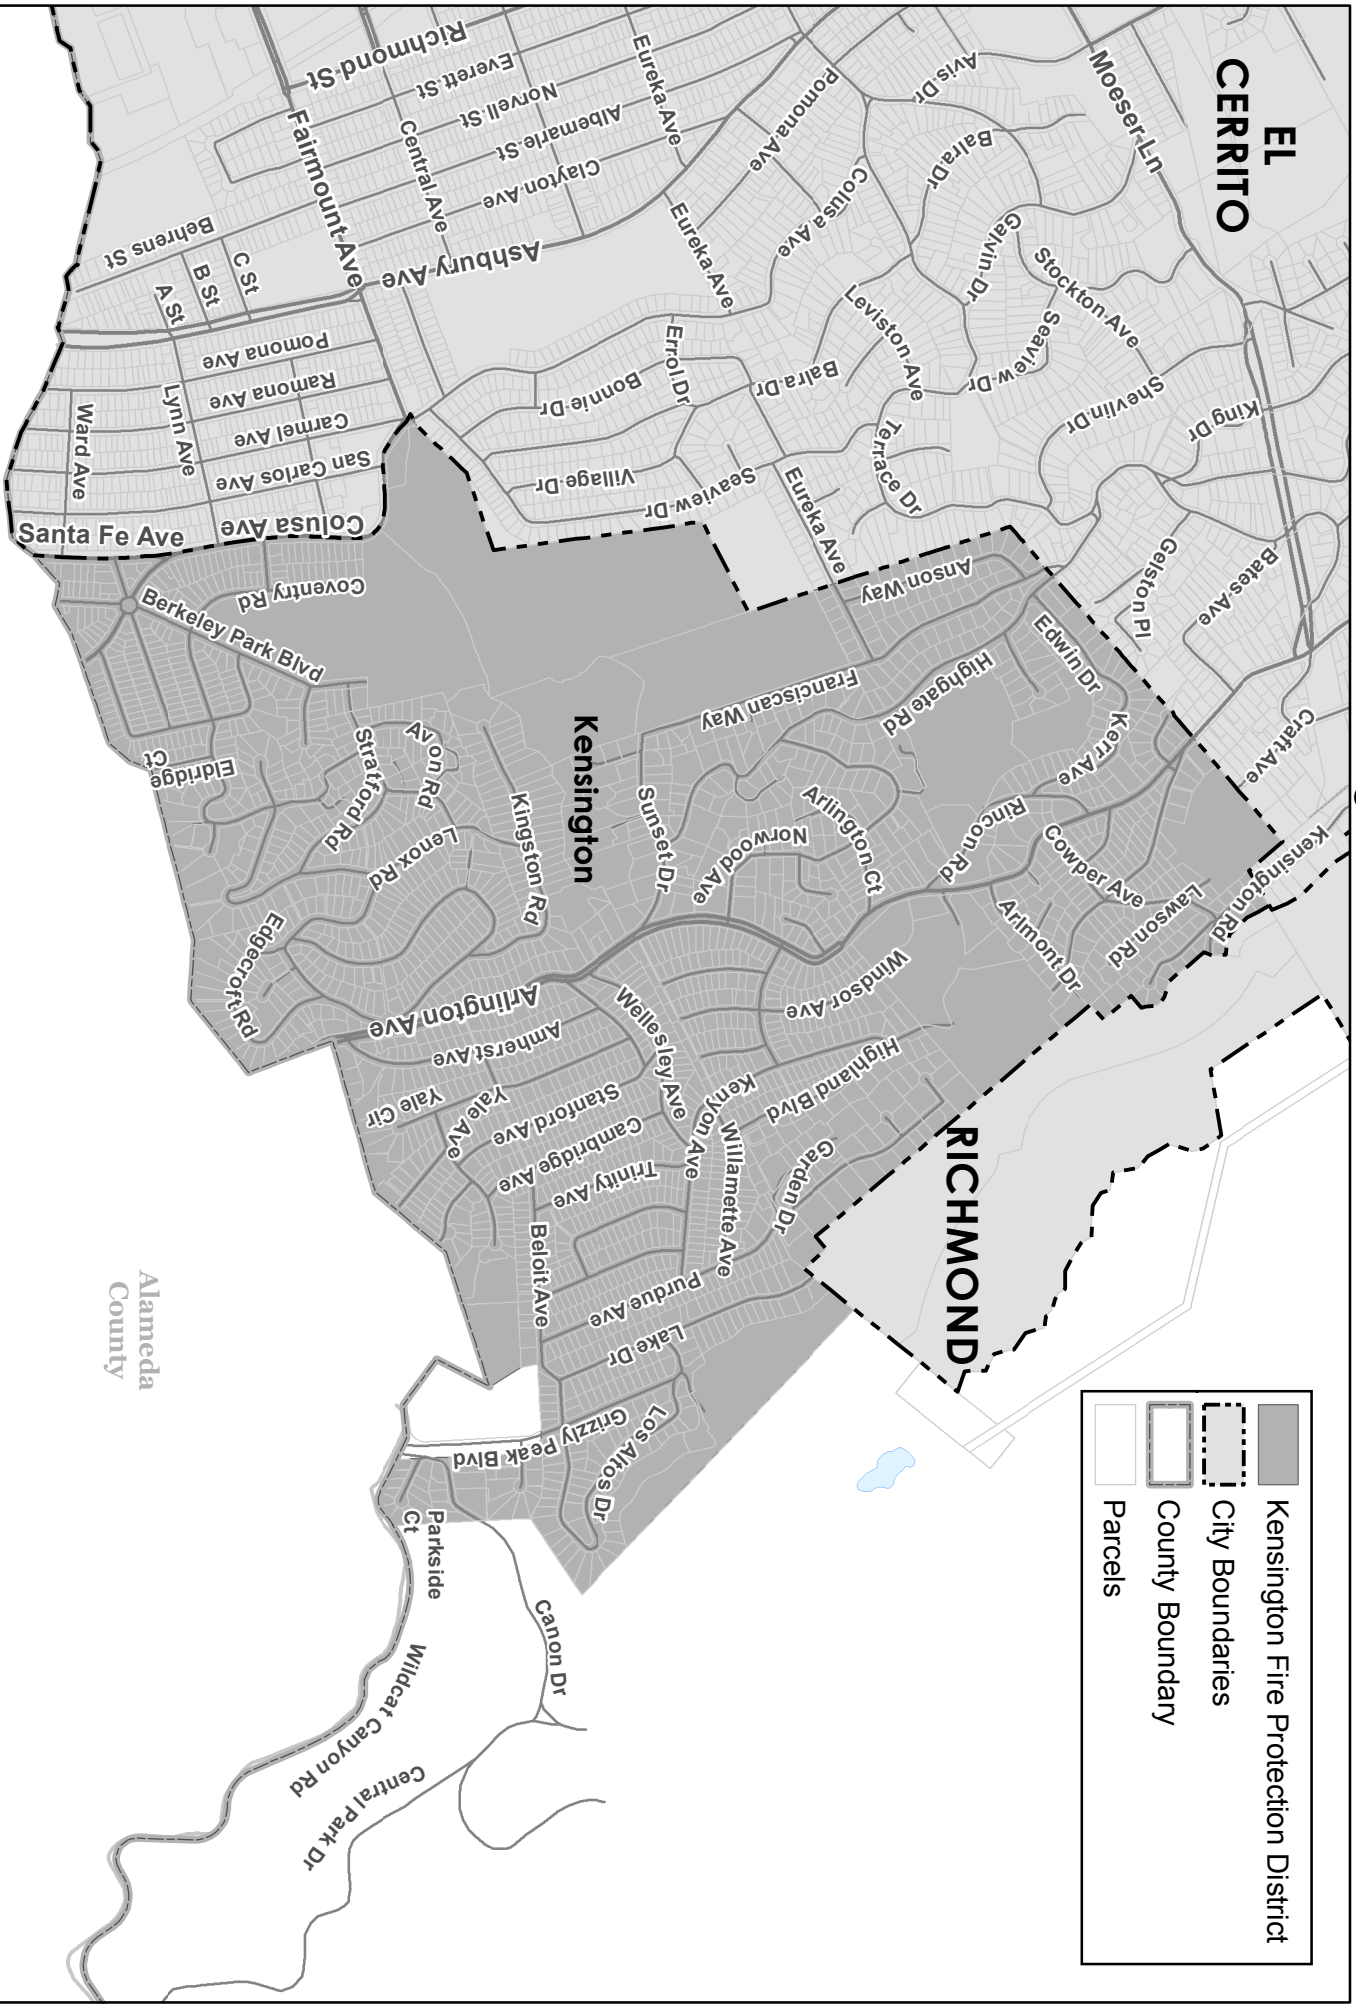 EL
CERRITO
RICHMOND
Kensington
Alameda
County
Kensington Fire Protection District
City Boundaries
County Boundary
Parcels
Moeser Ln
Avis Dr
Balra Dr
Galvin Dr
Stockton Ave
Seaview Dr
Shevlin Dr
King Dr
Gelston Pl
Bates Ave
Craft Ave
Kensington Rd
Pomona Ave
Colusa Ave
Leviston Ave
Terrace Dr
Balra Dr
Eureka Ave
Eureka Ave
Eureka Ave
Eureka Ave
Errol Dr
Bonnie Dr
Village Dr
Seaview Dr
Richmond St
Everett St
Norvell St
Albemarle St
Clayton Ave
Central Ave
Fairmount Ave
Ashbury Ave
Behrens St
C St
B St
A St
Pomona Ave
Ramona Ave
Carmel Ave
San Carlos Ave
Lynn Ave
Ward Ave
Colusa Ave
Santa Fe Ave
Coventry Rd
Berkeley Park Blvd
Eldridge
Ct
Stratford Rd
Avon Rd
Lenox Rd
Kingston Rd
Edgecroft Rd
Arlington Ave
Sunset Dr
Franciscan Way
Anson Way
Highgate Rd
Edwin Dr
Kerr Ave
Rincon Rd
Arlington Ct
Norwood Ave
Cowper Ave
Lawson Rd
Arlmont Dr
Windsor Ave
Highland Blvd
Wellesley Ave
Kenyon Ave
Willamette Ave
Garden Dr
Amherst Ave
Yale Cir
Yale Ave
Stanford Ave
Cambridge Ave
Trinity Ave
Beloit Ave
Purdue Ave
Lake Dr
Grizzly Peak Blvd
Los Altos Dr
Parkside
Ct
Canon Dr
Wildcat Canyon Rd
Central Park Dr